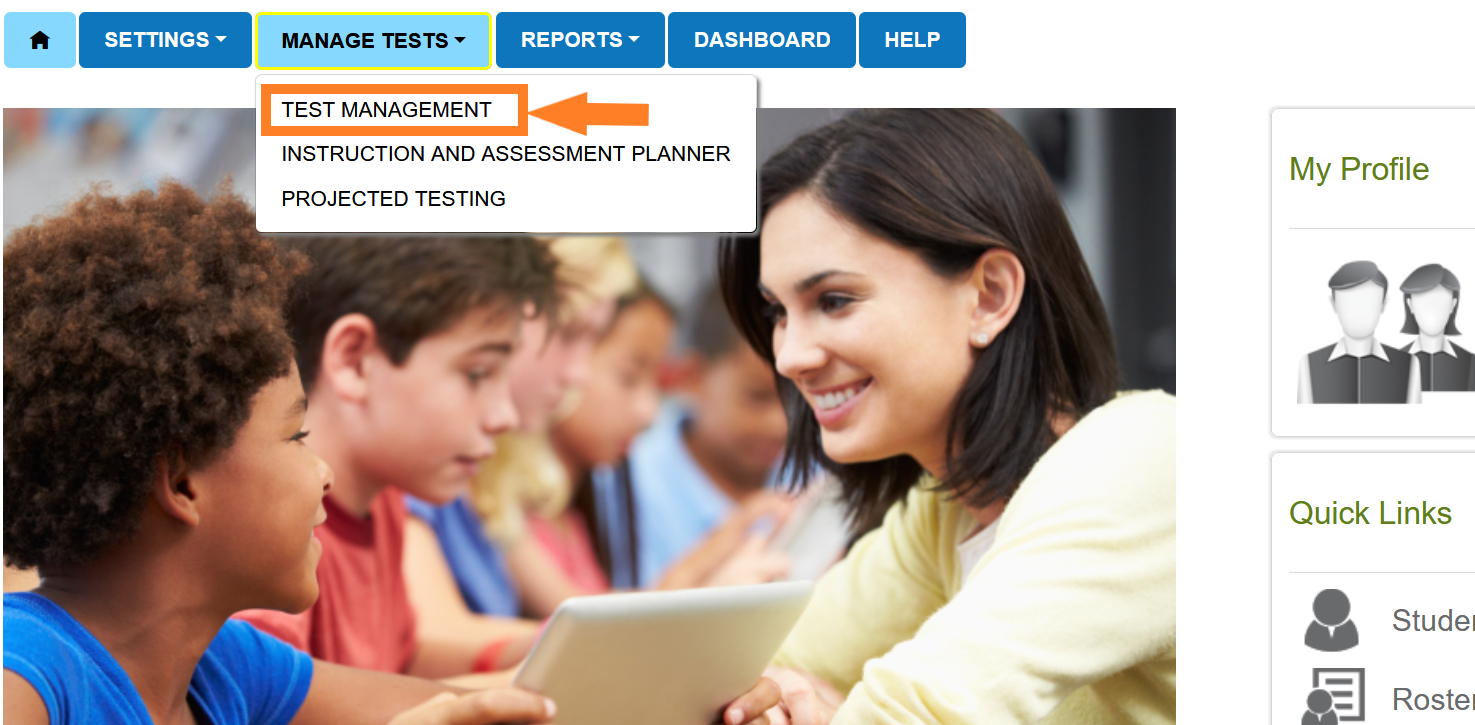 SETTINGS MANAGE TESTS REPORTS DASHBOARD HELP
TEST MANAGEMENT
INSTRUCTION AND ASSESSMENT PLANNER
PROJECTED TESTING
My Profile
Quick Links